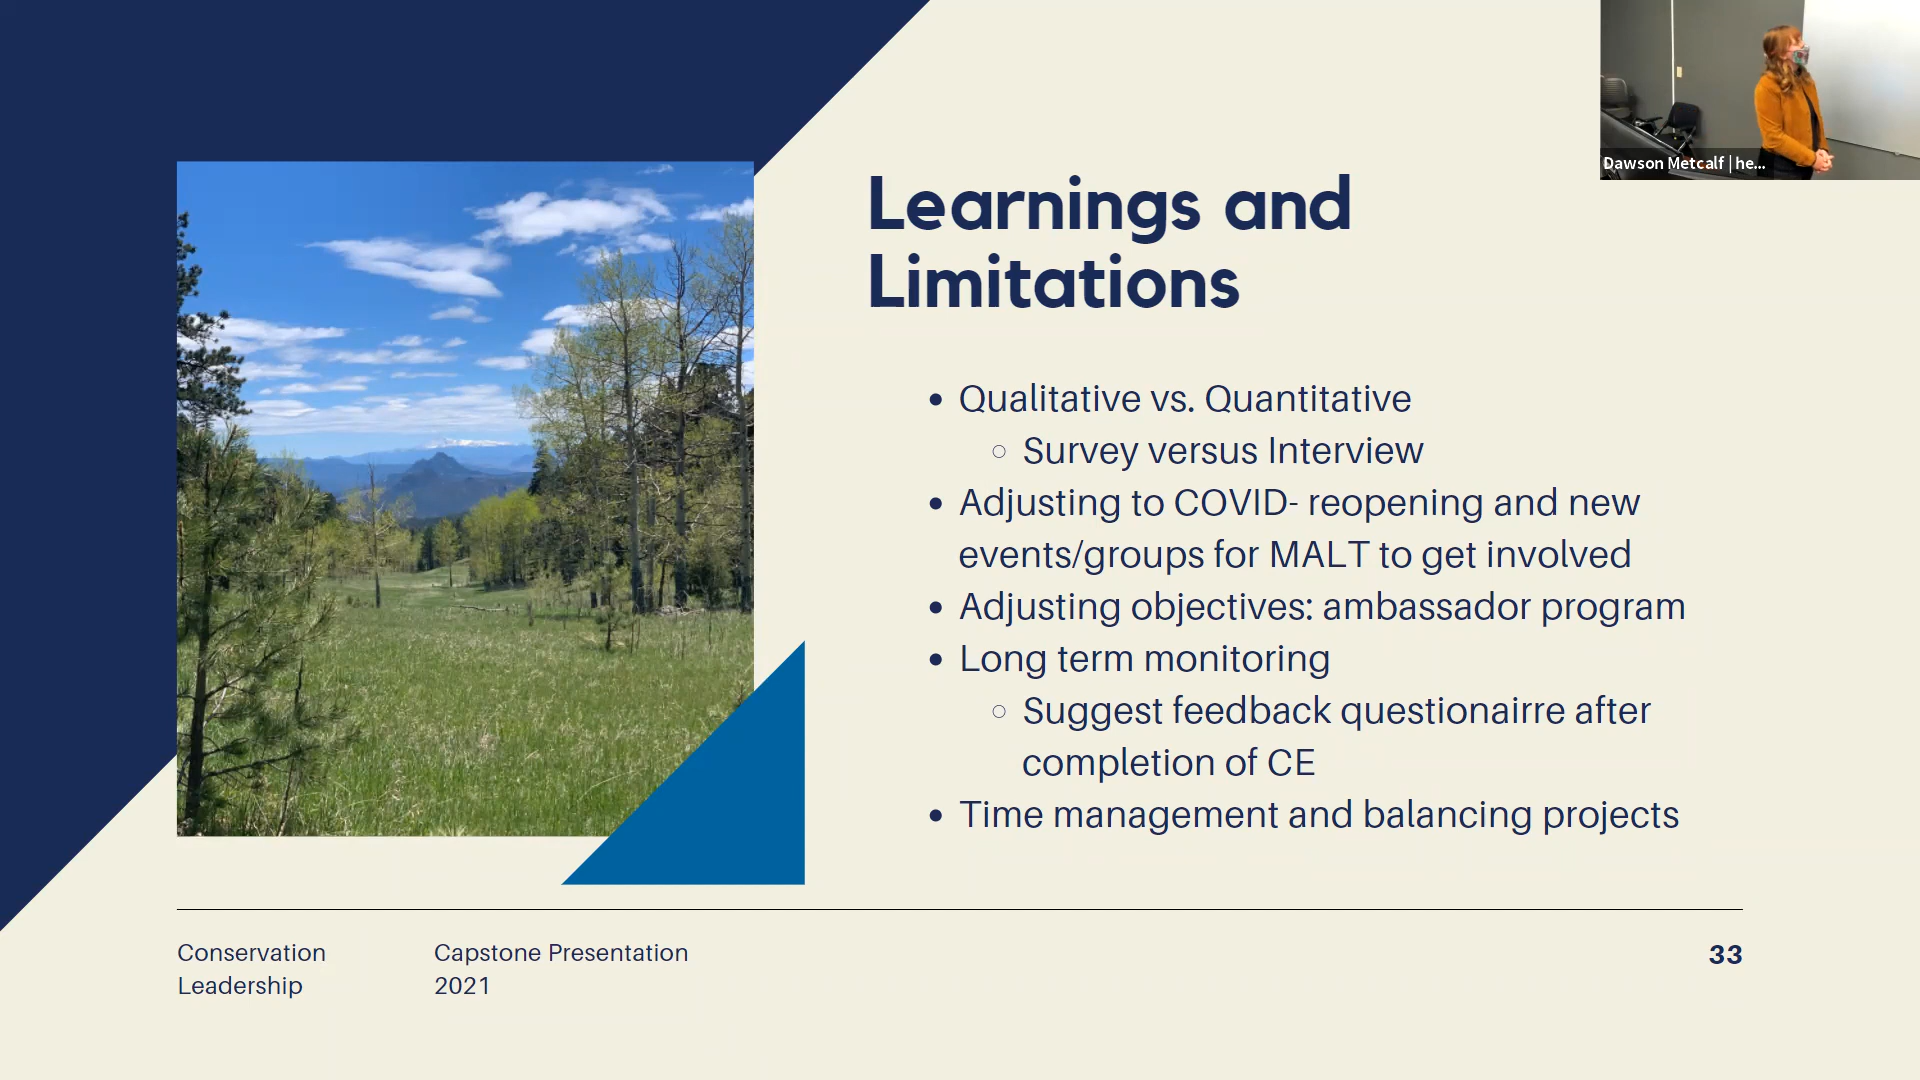 Dawson Metcalf | he...
Learnings and
Limitations
• Qualitative vs. Quantitative
○ Survey versus Interview
• Adjusting to COVID- reopening and new
events/groups for MALT to get involved
• Adjusting objectives: ambassador program
• Long term monitoring
○ Suggest feedback questionairre after
completion of CE
• Time management and balancing projects
Conservation
Leadership
Capstone Presentation
2021
33